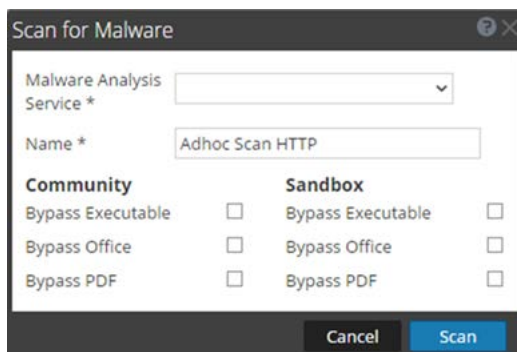 Scan for Malware
Malware Analysis
Service *
Name * Adhoc Scan HTTP
Community Sandbox
Bypass Executable Bypass Executable
Bypass Office Bypass Office
Bypass PDF Bypass PDF
Cancel Scan